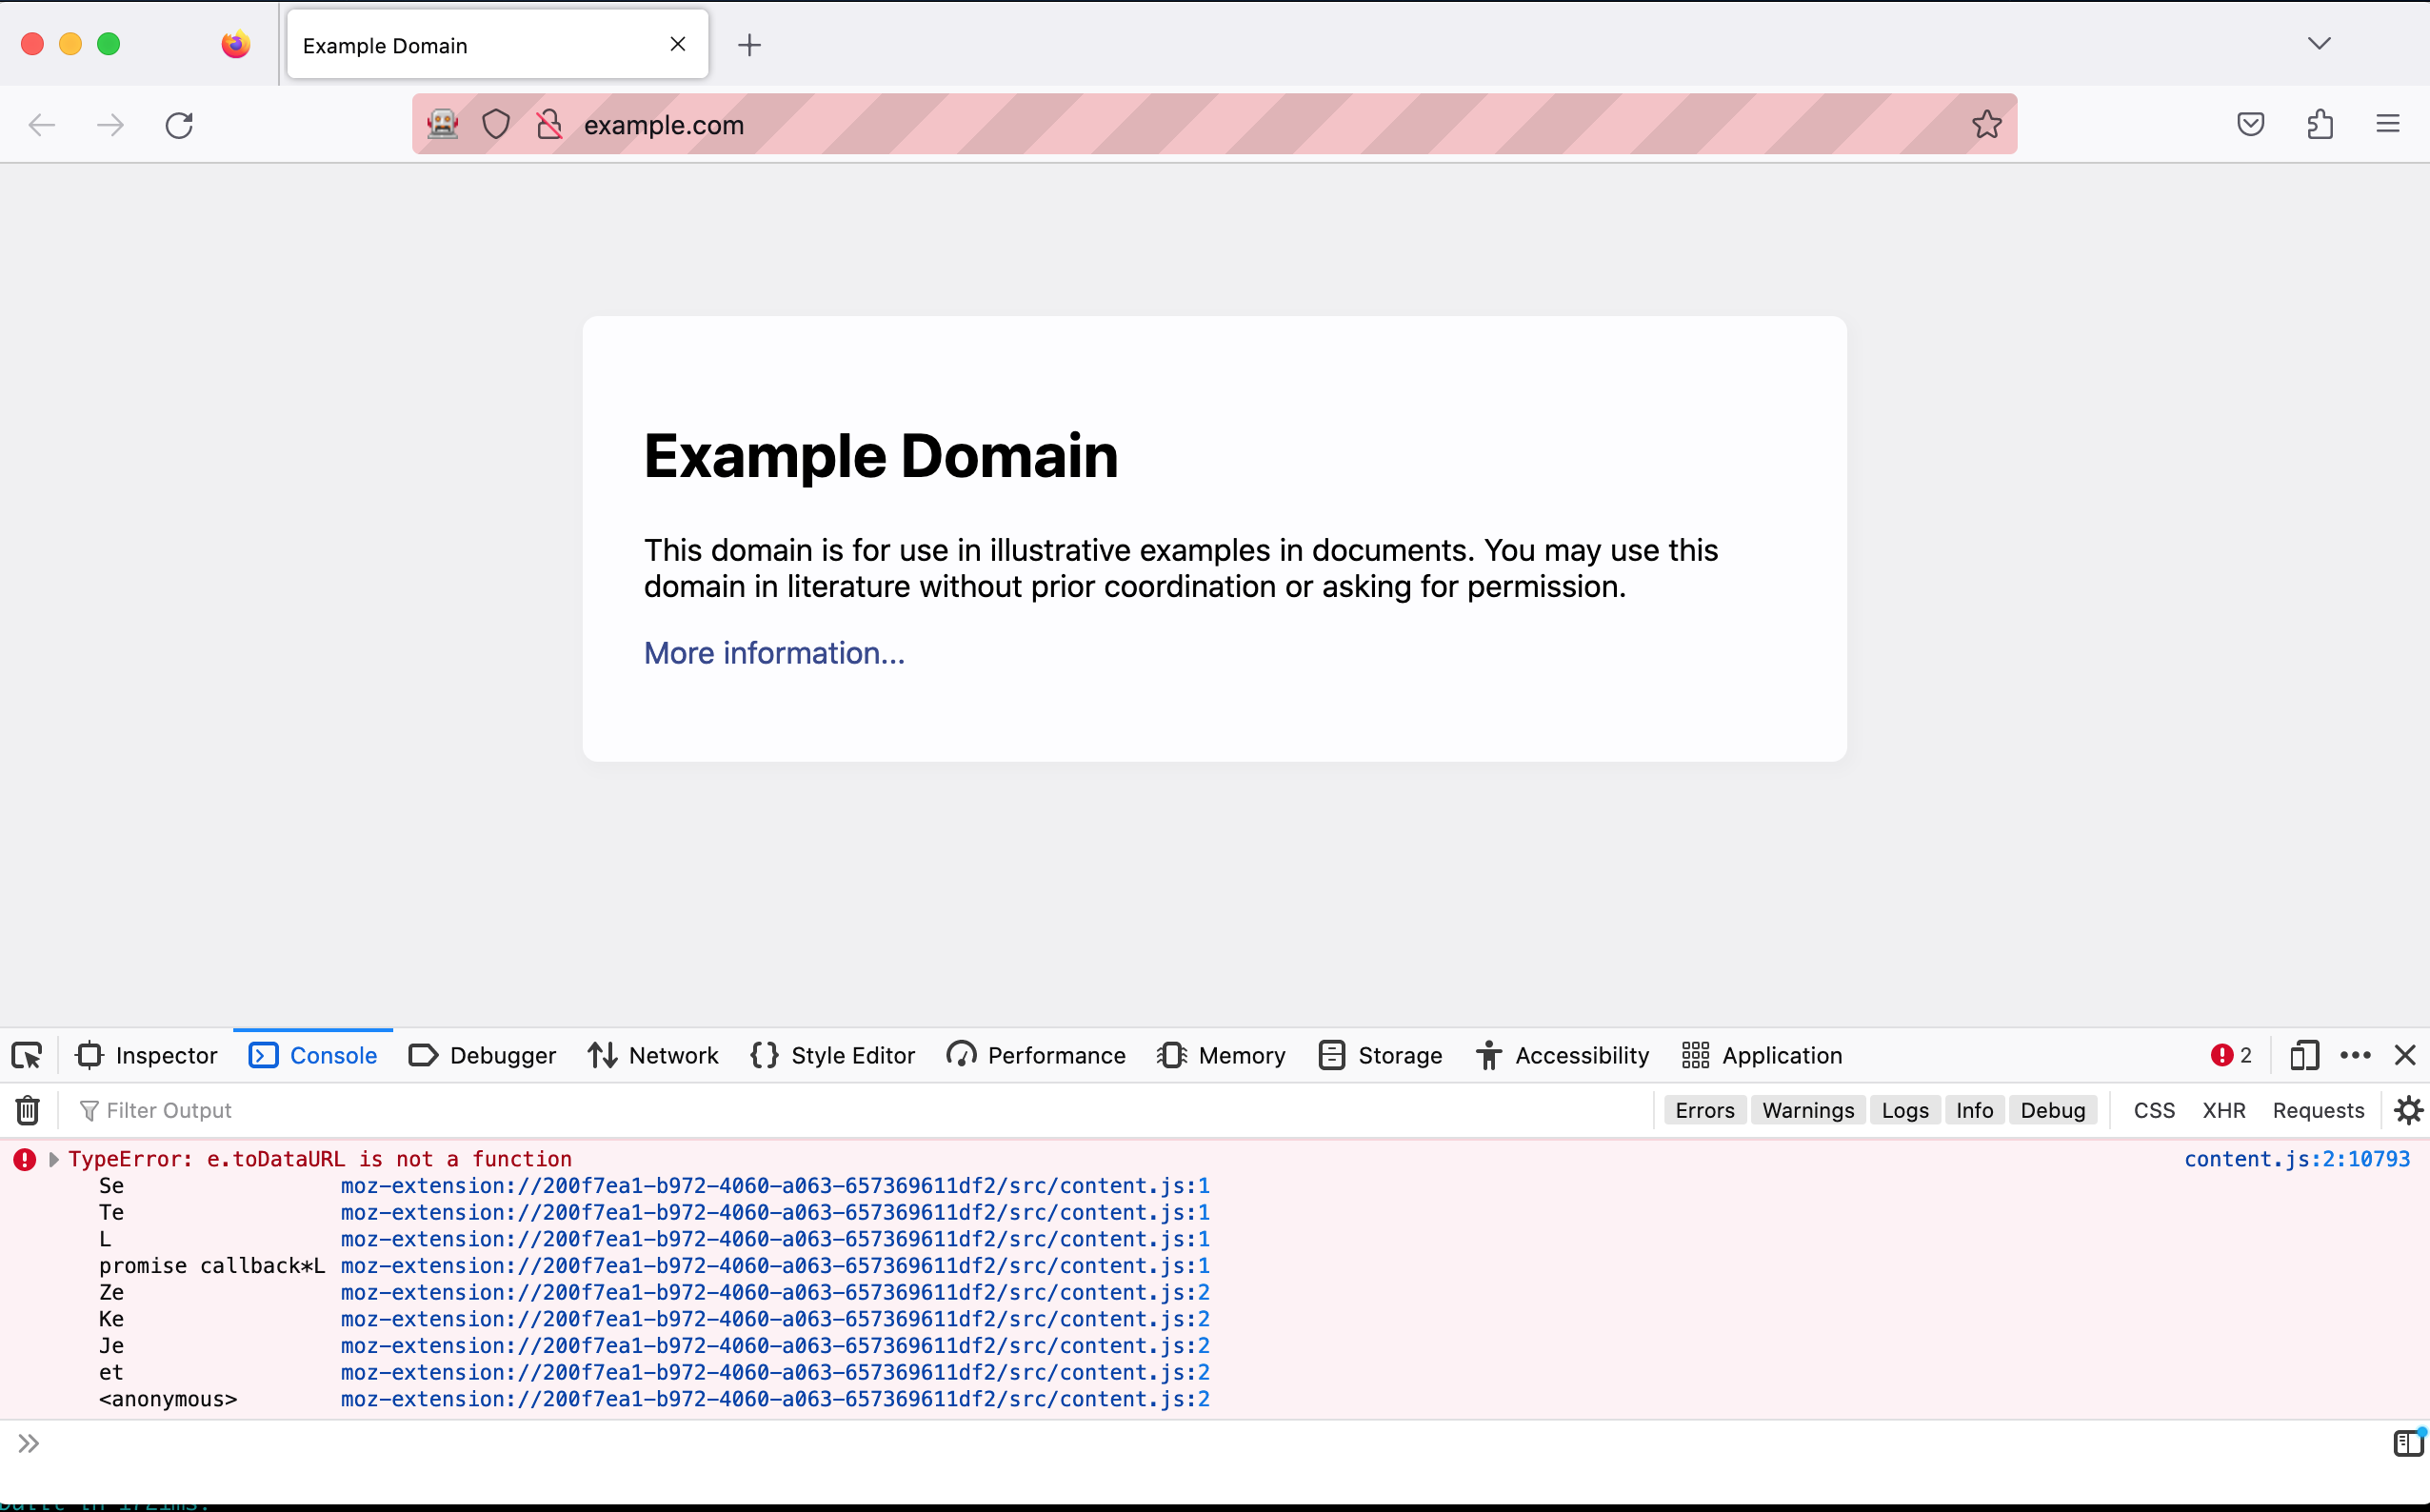 Example Domain
example.com
Example Domain
This domain is for use in illustrative examples in documents. You may use this
domain in literature without prior coordination or asking for permission.
More information...
Inspector Console Debugger Network Style Editor Performance Memory Storage Accessibility Application 2
Filter Output Errors Warnings Logs Info Debug CSS XHR Requests
TypeError: e.toDataURL is not a function content.js:2:10793
Se moz-extension://200f7ea1-b972-4060-a063-657369611df2/src/content.js:1
Te moz-extension://200f7ea1-b972-4060-a063-657369611df2/src/content.js:1
L moz-extension://200f7ea1-b972-4060-a063-657369611df2/src/content.js:1
promise callback*L moz-extension://200f7ea1-b972-4060-a063-657369611df2/src/content.js:1
Ze moz-extension://200f7ea1-b972-4060-a063-657369611df2/src/content.js:2
Ke moz-extension://200f7ea1-b972-4060-a063-657369611df2/src/content.js:2
Je moz-extension://200f7ea1-b972-4060-a063-657369611df2/src/content.js:2
et moz-extension://200f7ea1-b972-4060-a063-657369611df2/src/content.js:2
<anonymous> moz-extension://200f7ea1-b972-4060-a063-657369611df2/src/content.js:2